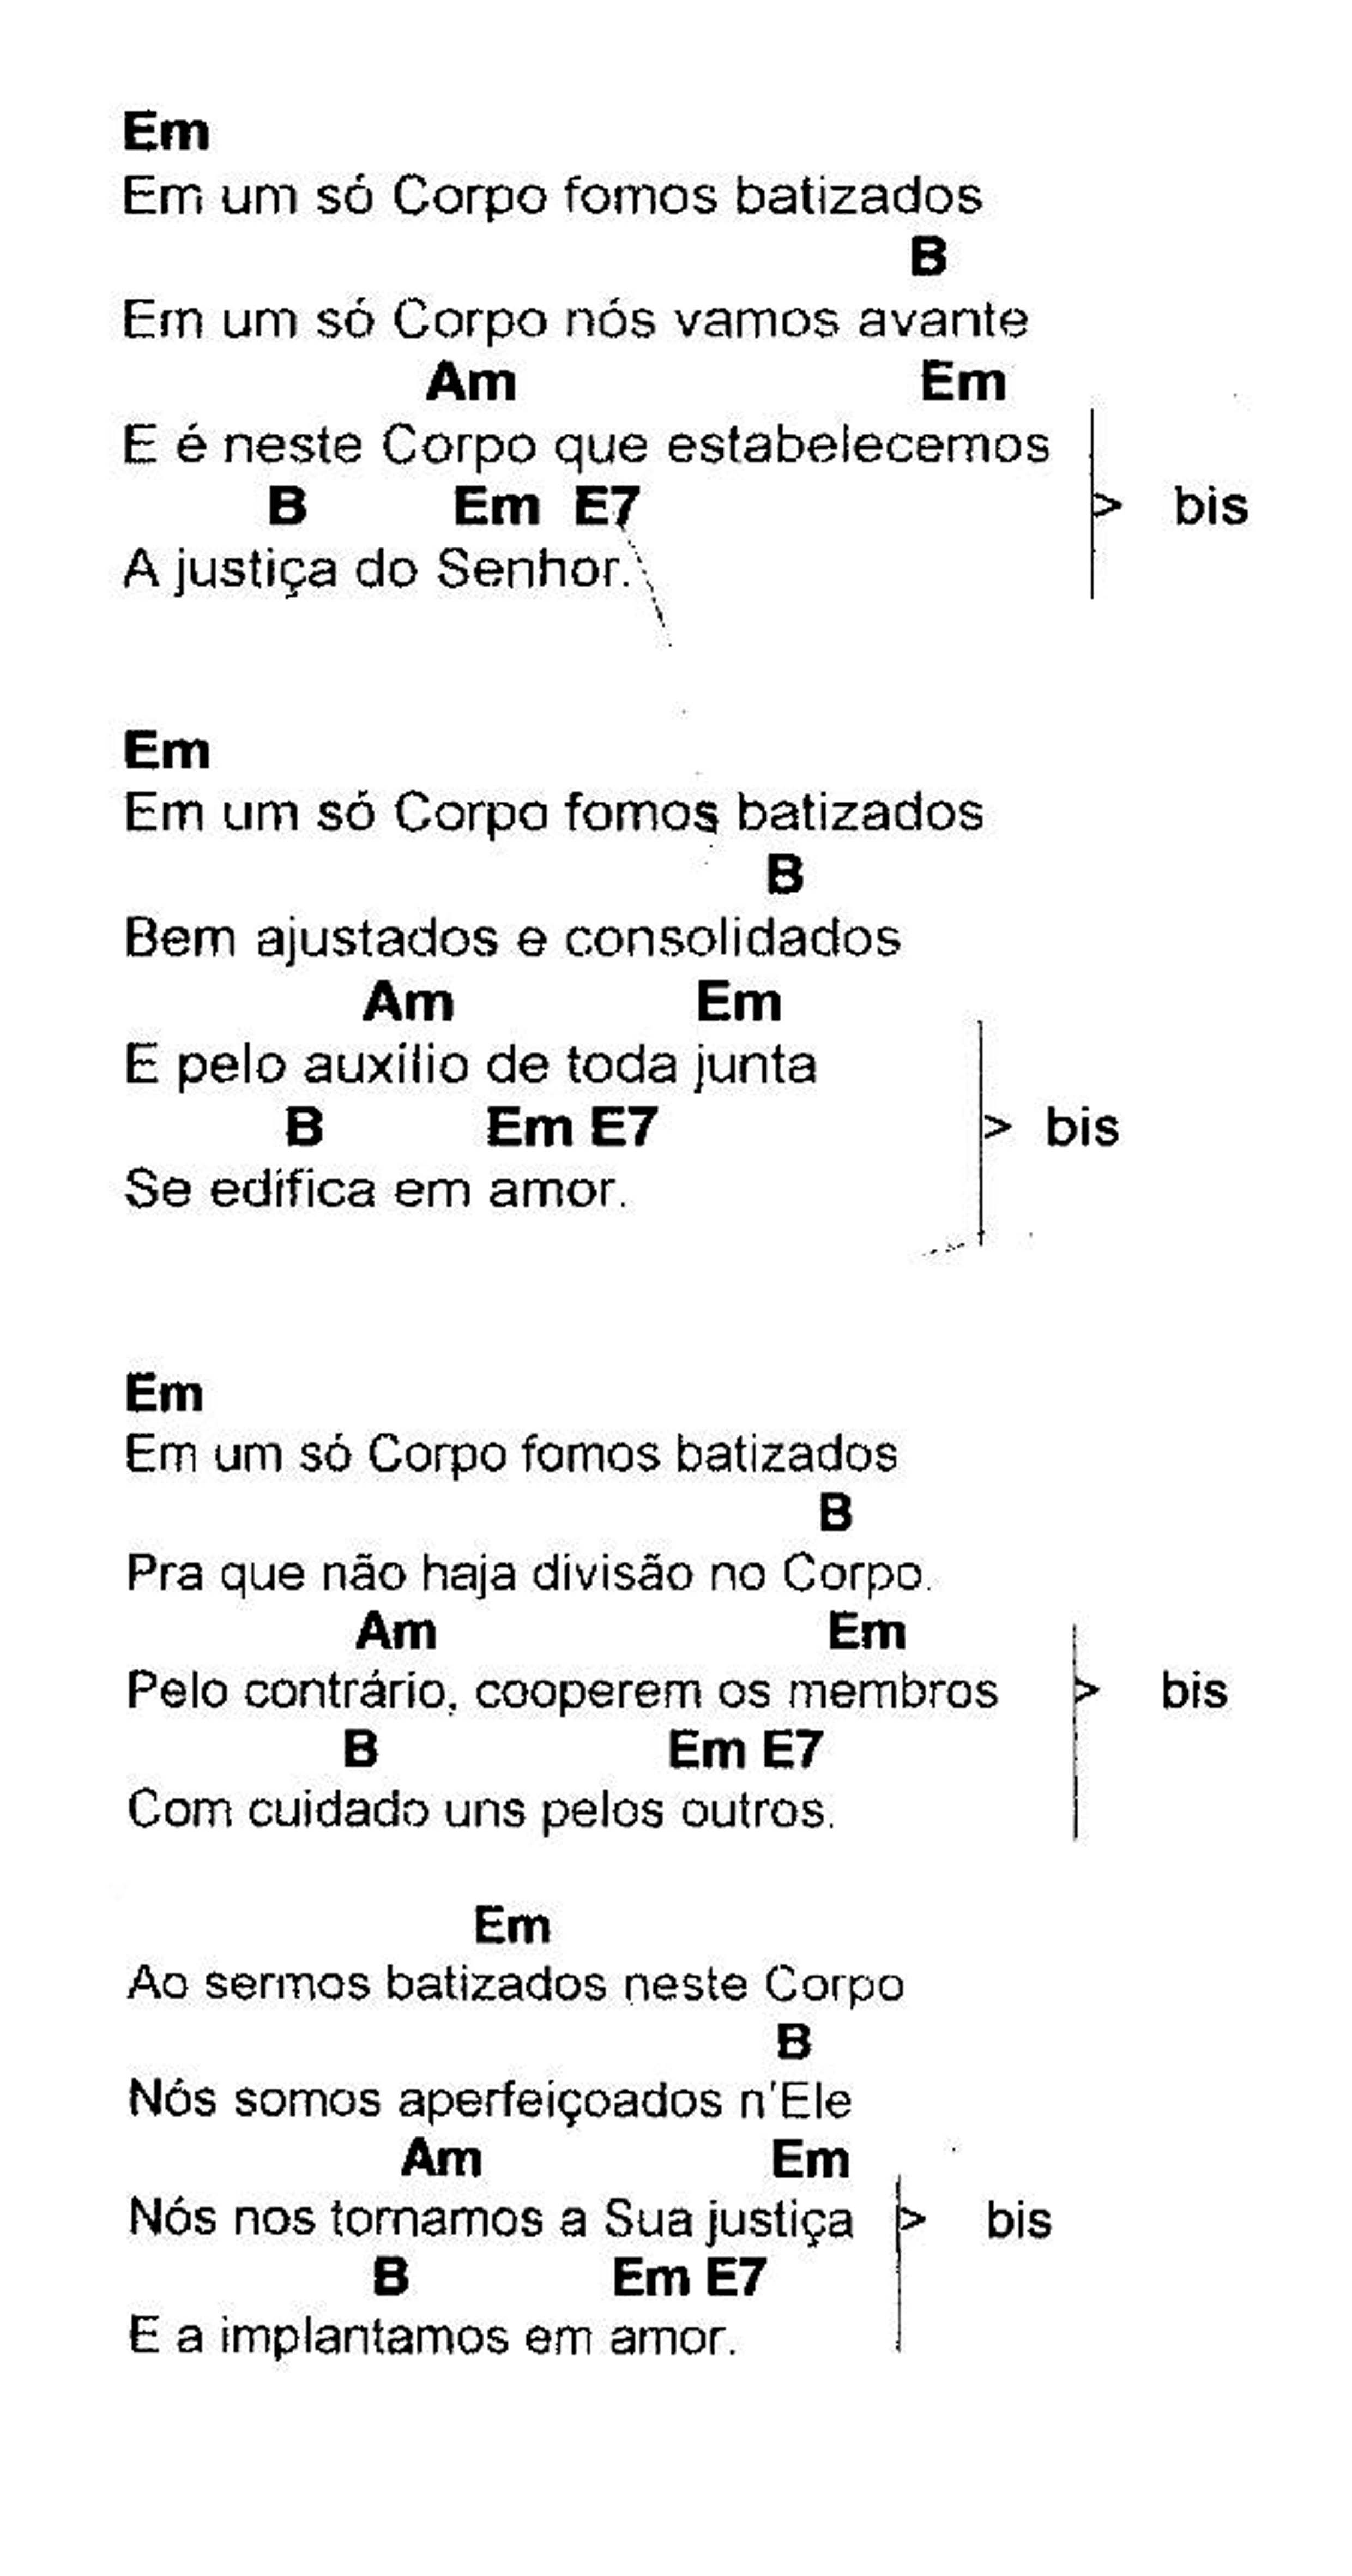 Em
Em um só Corpo fomos batizados
B
Em um só Corpo nós vamos avante
Am Em
E é neste Corpo que estabelecemos
B Em E7 > bis
A justiça do Senhor.
Em
Em um só Corpo fomos batizados
B
Bem ajustados e consolidados
Am Em
E pelo auxílio de toda junta
B Em E7 > bis
Se edifica em amor.
Em
Em um só Corpo fomos batizados
B
Pra que não haja divisão no Corpo.
Am Em
Pelo contrário, cooperem os membros > bis
B Em E7
Com cuidado uns pelos outros.
Em
Ao sermos batizados neste Corpo
B
Nós somos aperfeiçoados n'Ele
Am Em
Nós nos tornamos a Sua justiça > bis
B Em E7
E a implantamos em amor.